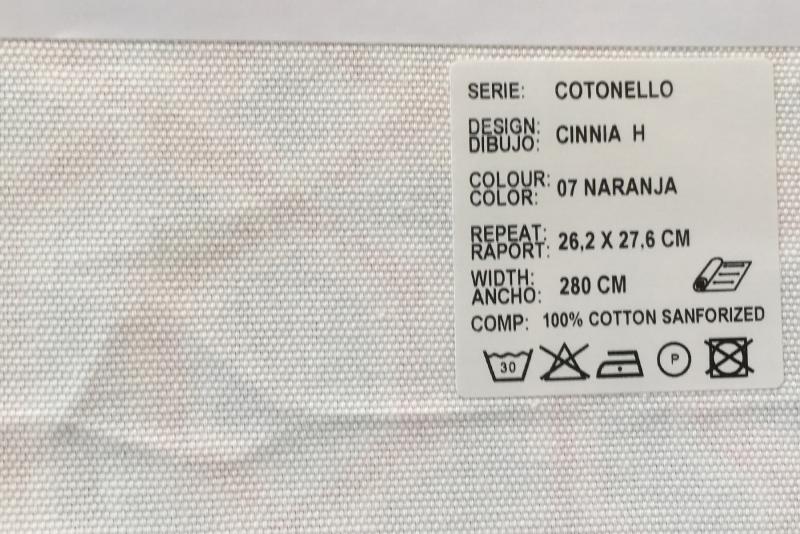 SERIE: COTONELLO
DESIGN:
DIBUJO: CINNIA H
COLOUR:
COLOR: 07 NARANJA
REPEAT:
RAPORT: 26,2 X 27,6 CM
WIDTH:
ANCHO: 280 CM
COMP: 100% COTTON SANFORIZED
30 P